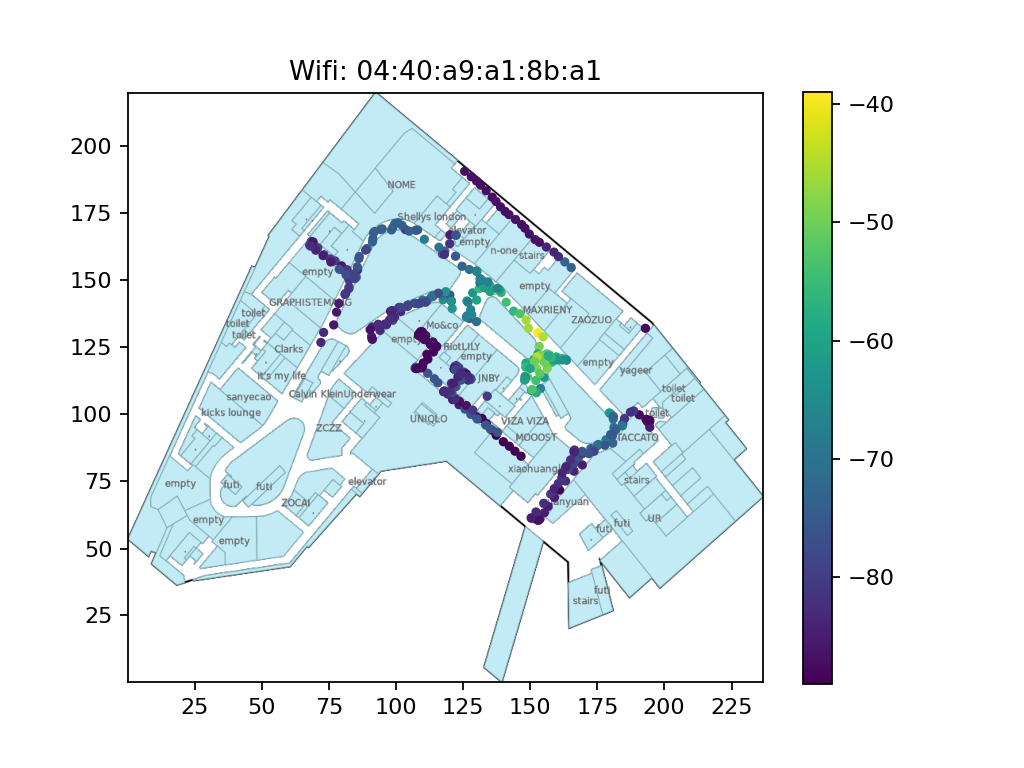 Wifi: 04:40:a9:a1:8b:a1
200
175
150
125
100
75
50
25
25
50
75
100
125
150
175
200
225
−40
−50
−60
−70
−80
NOME
Shellys london
elevator
empty
n-one
stairs
empty
empty
GRAPHISTEMA
toilet
toilet
toilet
MAXRIENY
ZAOZUO
Mo&co
RiotLILY
empty
empty
yageer
Clarks
it's my life
JNBY
toilet
toilet
sanyecao
Calvin KleinUnderwear
kicks lounge
UNIQLO
VIZA VIZA
toilet
ZCZZ
MOOOST
TACCATO
xiaohuang
elevator
stairs
empty
futi
futi
anyuan
ZOCAI
empty
UR
futi
futi
empty
futi
stairs